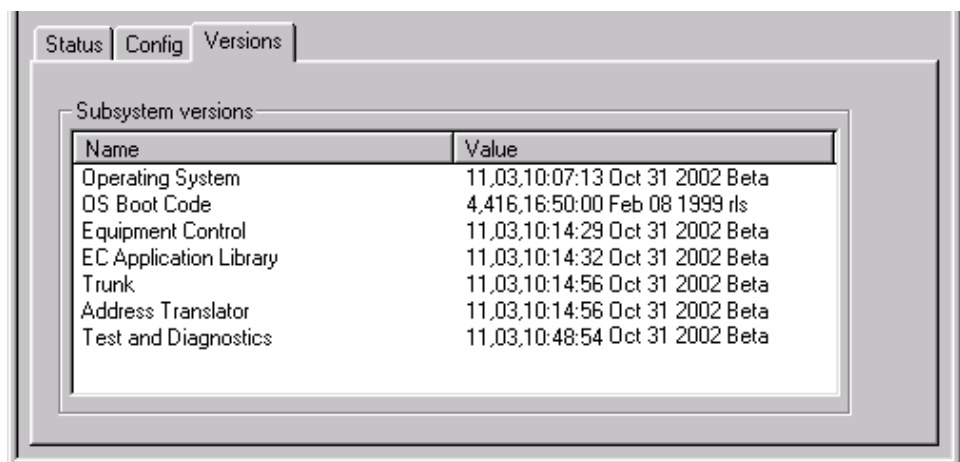 Status Config Versions
Subsystem versions
Name Value
Operating System 11,03,10:07:13 Oct 31 2002 Beta
OS Boot Code 4,416,16:50:00 Feb 08 1999 rls
Equipment Control 11,03,10:14:29 Oct 31 2002 Beta
EC Application Library 11,03,10:14:32 Oct 31 2002 Beta
Trunk 11,03,10:14:56 Oct 31 2002 Beta
Address Translator 11,03,10:14:56 Oct 31 2002 Beta
Test and Diagnostics 11,03,10:48:54 Oct 31 2002 Beta